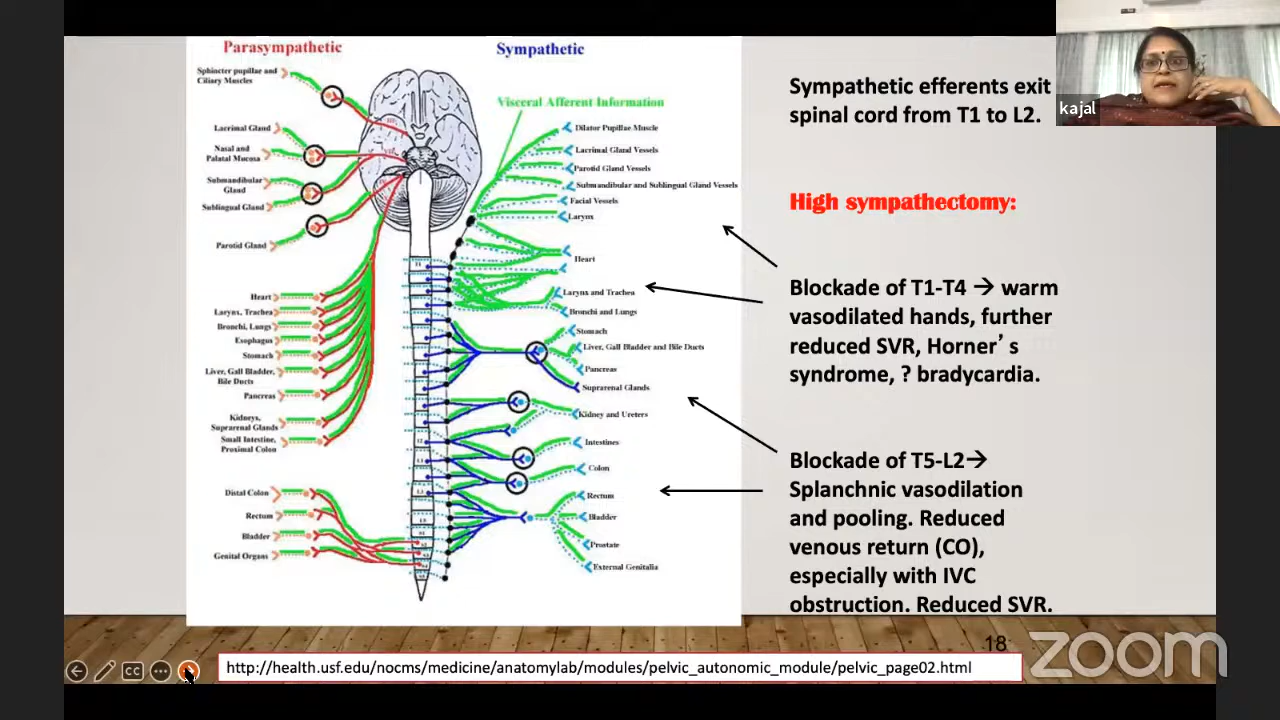 Parasympathetic
Sphincter pupillae and
Ciliary Muscles
Lacrimal Gland
Nasal and
Palatal Mucosa
Submandibular
Gland
Sublingual Gland
Parotid Gland
Heart
Larynx, Trachea
Bronchi, Lungs
Esophagus
Stomach
Liver, Gall Bladder,
Bile Ducts
Pancreas
Kidneys,
Suprarenal Glands
Small Intestine,
Proximal Colon
Distal Colon
Rectum
Bladder
Genital Organs
Sympathetic
Visceral Afferent Information
Dilator Pupillae Muscle
Lacrimal Gland Vessels
Parotid Gland Vessels
Submandibular and Sublingual Gland Vessels
Facial Vessels
Larynx
Heart
Larynx and Trachea
Bronchi and Lungs
Stomach
Liver, Gall Bladder and Bile Ducts
Pancreas
Suprarenal Glands
Kidney and Ureters
Intestines
Colon
Rectum
Bladder
Prostate
External Genitalia
Sympathetic efferents exit
spinal cord from T1 to L2.
High sympathectomy:
Blockade of T1-T4 → warm
vasodilated hands, further
reduced SVR, Horner's
syndrome, ? bradycardia.
Blockade of T5-L2→
Splanchnic vasodilation
and pooling. Reduced
venous return (CO),
especially with IVC
obstruction. Reduced SVR.
kajal
18
CC
http://health.usf.edu/nocms/medicine/anatomylab/modules/pelvic_autonomic_module/pelvic_page02.html
zoom